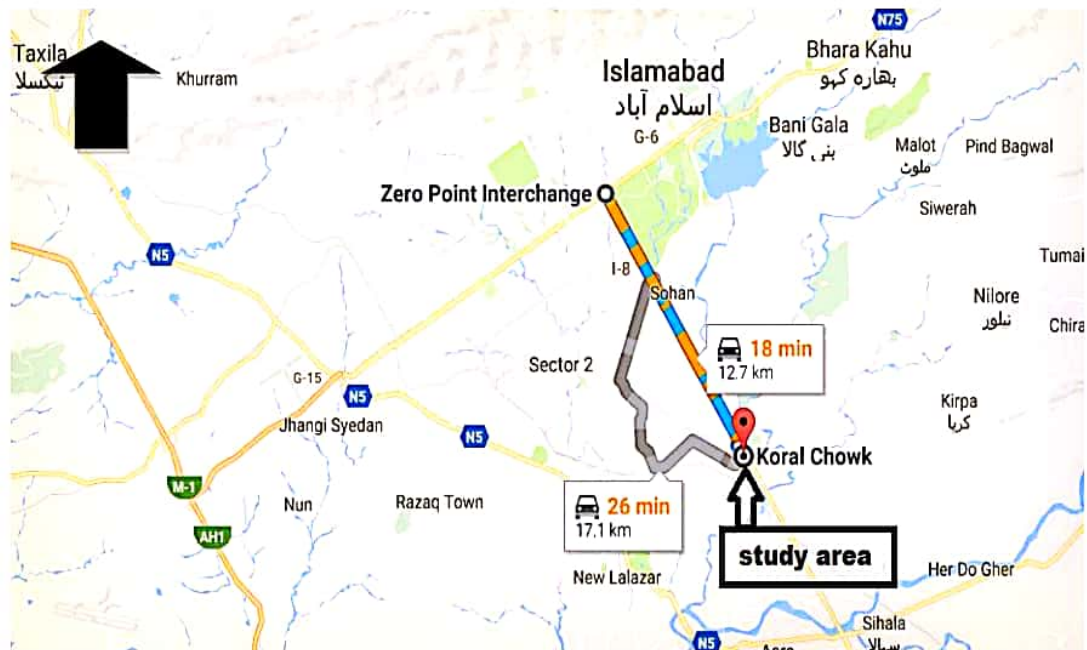 N75
Taxila
ٹیکسلا
Khurram
Bhara Kahu
بھارہ کہو
Islamabad
اسلام آباد
G-6
Bani Gala
بنی گالا
Malot
ملوٹ
Pind Bagwal
Zero Point Interchange
Siwerah
N5
I-8
Tumai
Sohan
Nilore
نیلور
Chira
18 min
12.7 km
Sector 2
G-15
N5
Kirpa
کرپا
Jhangi Syedan
N5
Koral Chowk
M-1
Nun
Razaq Town
26 min
17.1 km
AH1
study area
New Lalazar
Her Do Gher
Sihala
N5